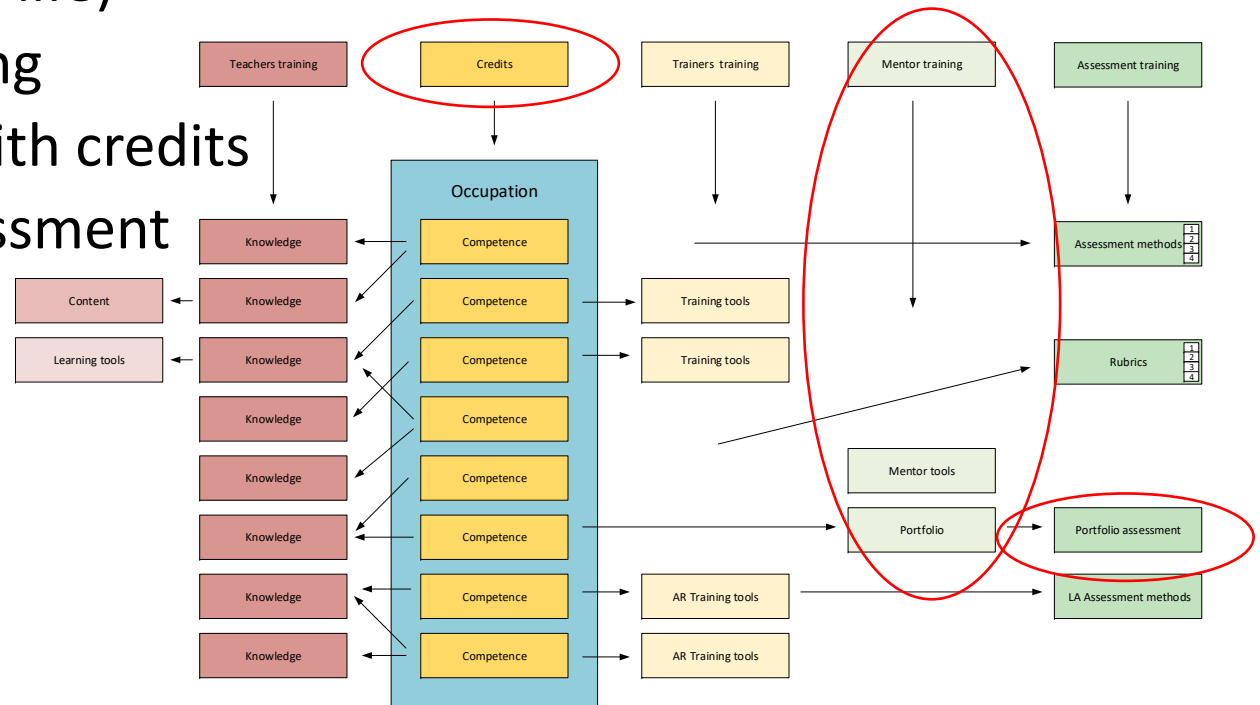 Teachers training
Credits
Trainers training
Mentor training
Assessment training
ith credits
Occupation
Knowledge
Competence
Assessment methods
1
2
3
4
Content
Knowledge
Competence
Training tools
Learning tools
Knowledge
Competence
Training tools
Rubrics
1
2
3
4
Knowledge
Competence
Knowledge
Competence
Mentor tools
Knowledge
Competence
Portfolio
Portfolio assessment
Knowledge
Competence
AR Training tools
LA Assessment methods
Knowledge
Competence
AR Training tools